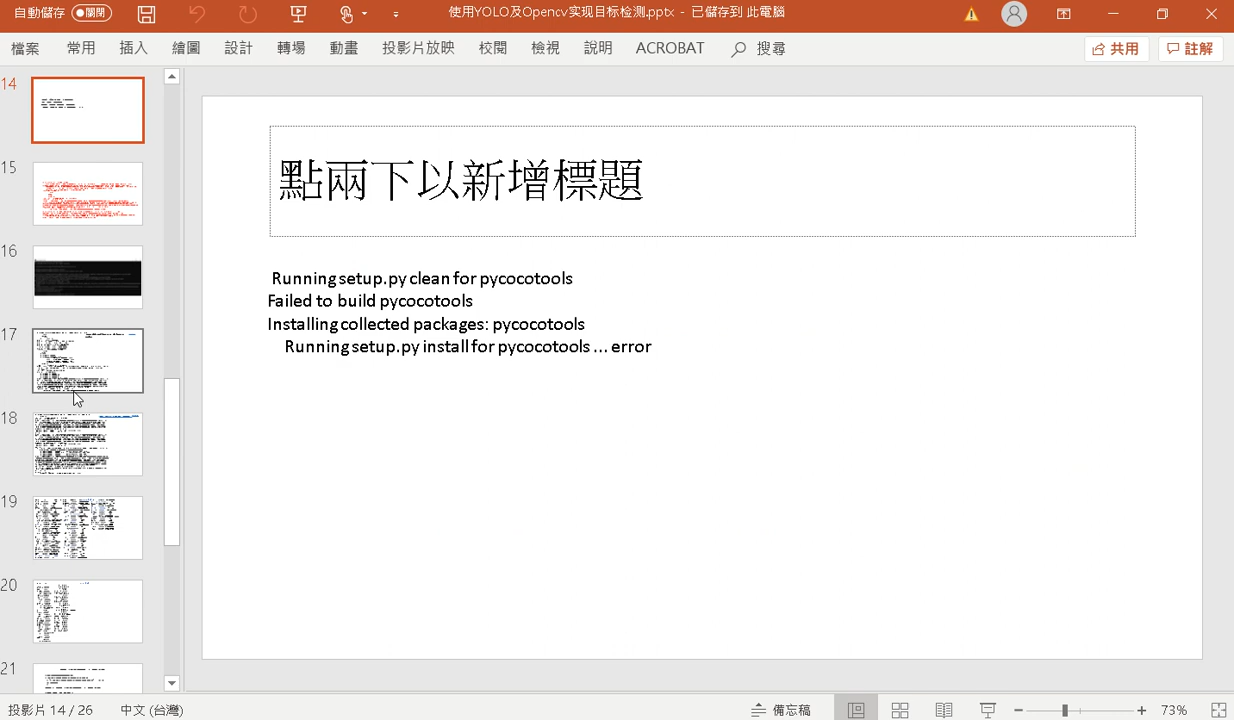 自動儲存 關閉 使用YOLO及Opencv实现目标检测.pptx - 已儲存到 此電腦
檔案 常用 插入 繪圖 設計 轉場 動畫 投影片放映 校閱 檢視 說明 ACROBAT 搜尋 共用 註解
14
15
16
17
18
19
20
21
點兩下以新增標題
Running setup.py clean for pycocotools
Failed to build pycocotools
Installing collected packages: pycocotools
Running setup.py install for pycocotools ... error
投影片 14 / 26 中文 (台灣) 備忘稿 73%